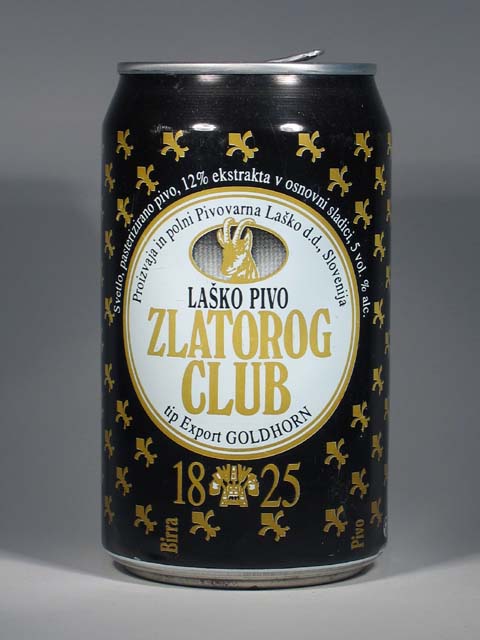 Svetlo, pasterizirano pivo, 12% ekstrakta v osnovni sladici, 5 vol. % alc.
Proizvaja in polni Pivovarna Laško d.d., Slovenija
LAŠKO PIVO
ZLATOROG
CLUB
tip Export GOLDHORN
18 25
Birra
Pivo